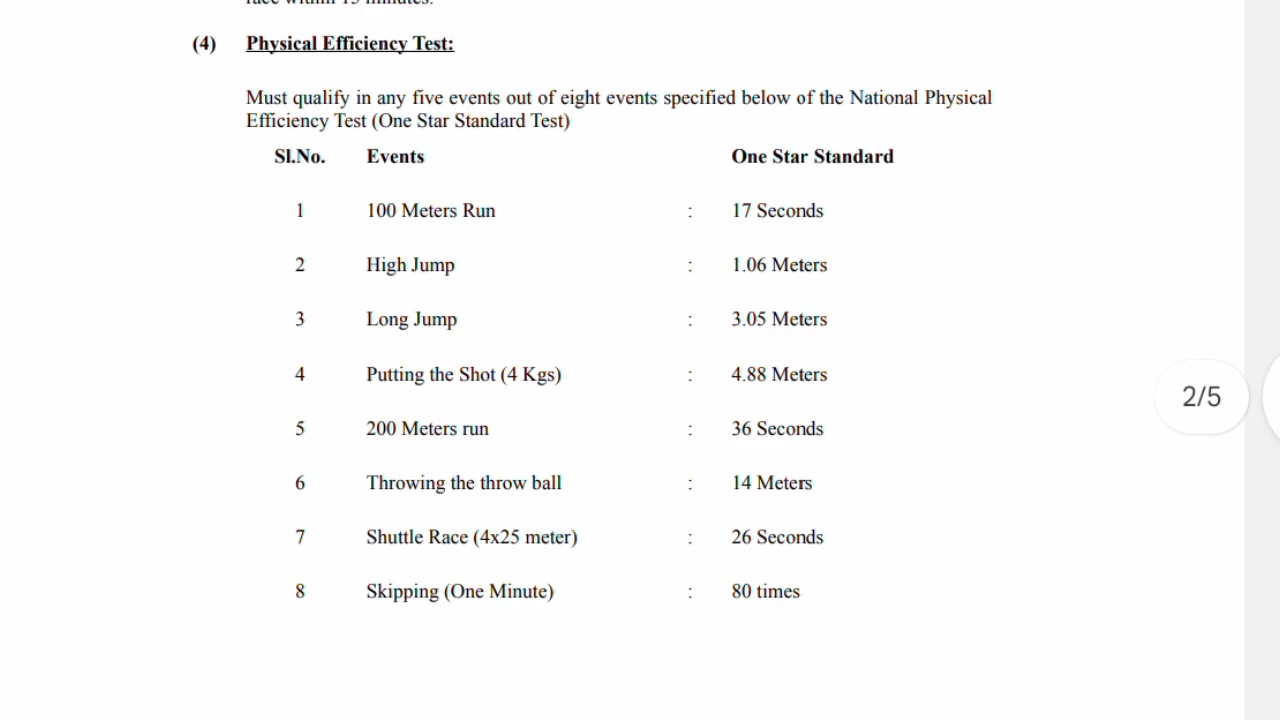 (4) Physical Efficiency Test:
Must qualify in any five events out of eight events specified below of the National Physical
Efficiency Test (One Star Standard Test)
Sl.No. Events One Star Standard
1 100 Meters Run : 17 Seconds
2 High Jump : 1.06 Meters
3 Long Jump : 3.05 Meters
4 Putting the Shot (4 Kgs) : 4.88 Meters
5 200 Meters run : 36 Seconds
6 Throwing the throw ball : 14 Meters
7 Shuttle Race (4x25 meter) : 26 Seconds
8 Skipping (One Minute) : 80 times
2/5